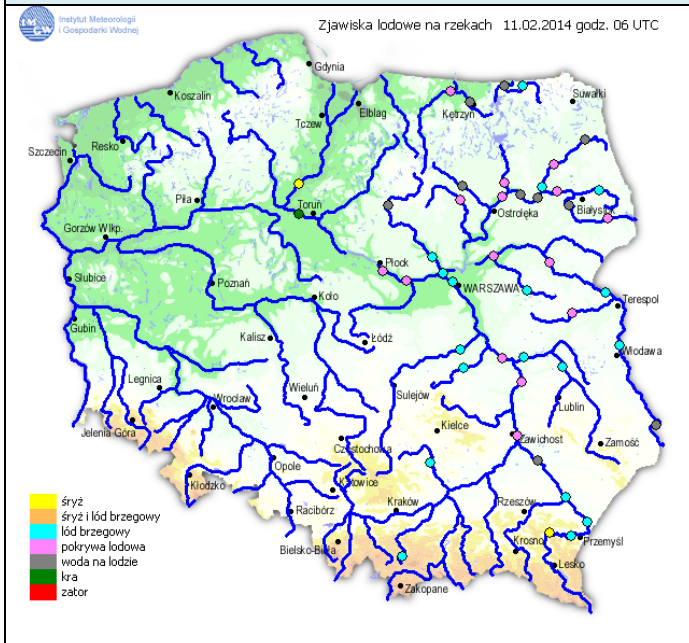 Instytut Meteorologii
i Gospodarki Wodnej
IMGW
Zjawiska lodowe na rzekach 11.02.2014 godz. 06 UTC
Gdynia
Koszalin
Suwałki
Elbląg
Kętrzyn
Tczew
Resko
Szczecin
Piła
Toruń
Ostrołęka
Białystok
Gorzów Wlkp.
Płock
Słubice
Poznań
WARSZAWA
Koło
Terespol
Gubin
Kalisz
Łódź
Włodawa
Legnica
Wieluń
Sulejów
Wrocław
Lublin
Jelenia Góra
Kielce
Zawichost
Zamość
Częstochowa
Opole
Kłodzko
Katowice
Racibórz
Kraków
Rzeszów
Bielsko-Biała
Krosno
Przemyśl
Lesko
Zakopane
śryż
śryż i lód brzegowy
lód brzegowy
pokrywa lodowa
woda na lodzie
kra
zator